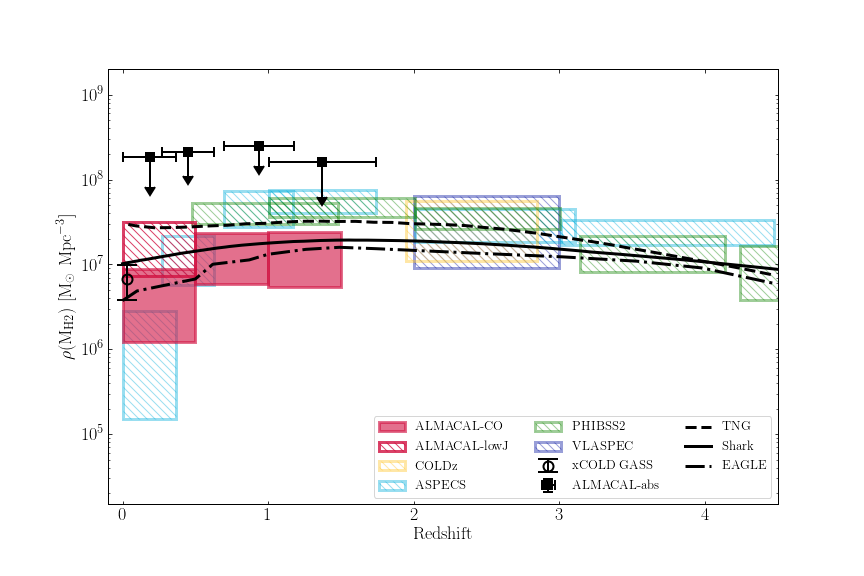 10⁹
10⁸
10⁷
10⁶
10⁵
ρ(M_H2) [M⊙ Mpc⁻³]
0 1 2 3 4
Redshift
ALMACAL-CO
ALMACAL-lowJ
COLDz
ASPECS
PHIBSS2
VLASPEC
xCOLD GASS
ALMACAL-abs
TNG
Shark
EAGLE